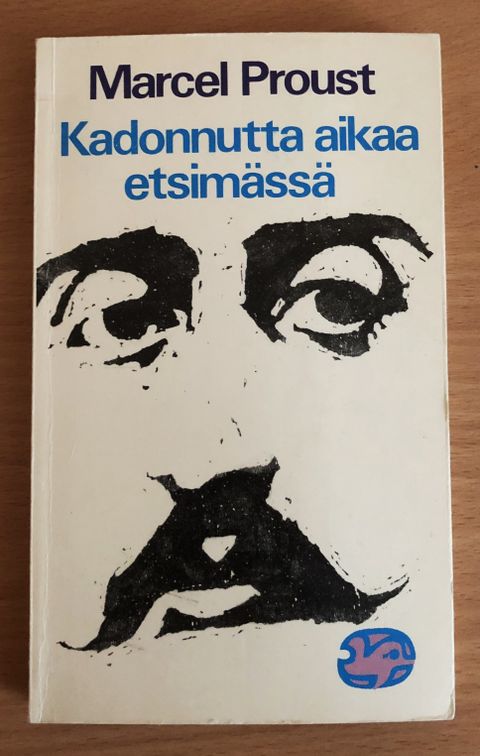 Marcel Proust
Kadonnutta aikaa
etsimässä